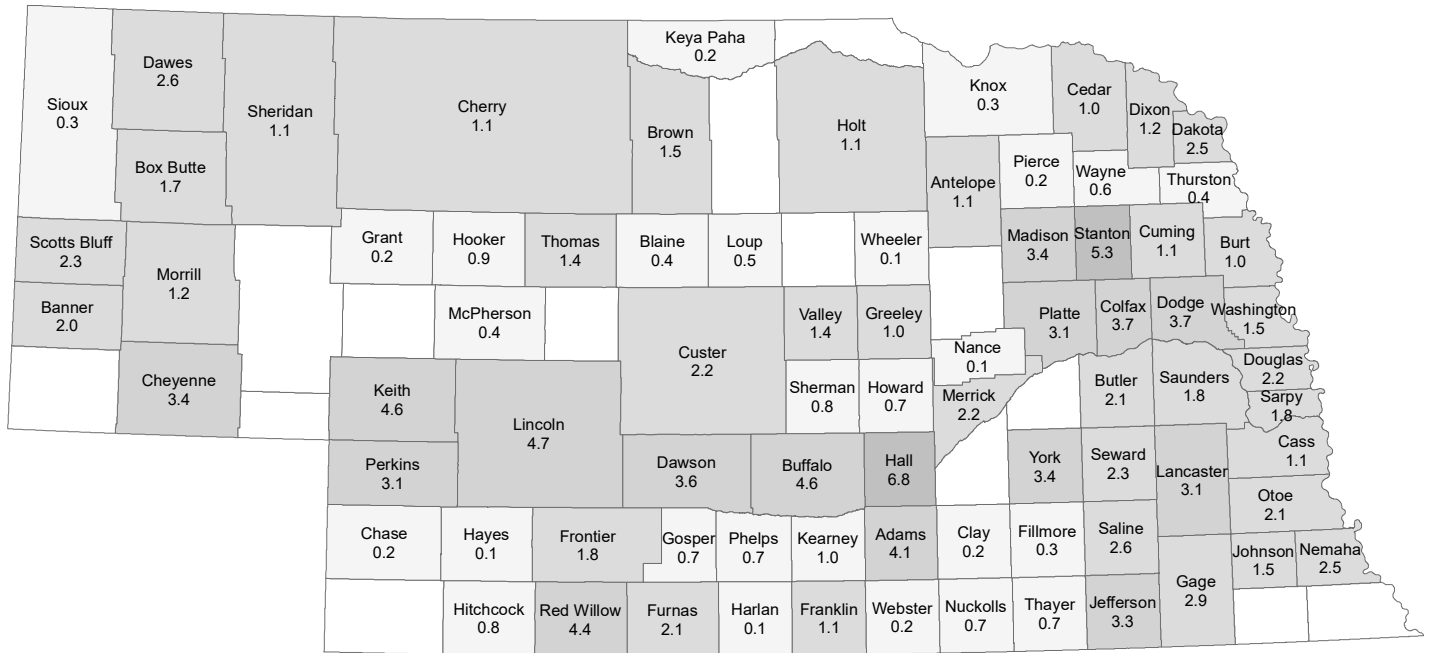 Keya Paha
0.2
Dawes
2.6
Sioux
0.3
Sheridan
1.1
Cherry
1.1
Box Butte
1.7
Brown
1.5
Holt
1.1
Knox
0.3
Cedar
1.0
Dixon
1.2
Dakota
2.5
Antelope
1.1
Pierce
0.2
Wayne
0.6
Thurston
0.4
Scotts Bluff
2.3
Morrill
1.2
Grant
0.2
Hooker
0.9
Thomas
1.4
Blaine
0.4
Loup
0.5
Wheeler
0.1
Madison
3.4
Stanton
5.3
Cuming
1.1
Burt
1.0
Banner
2.0
McPherson
0.4
Custer
2.2
Valley
1.4
Greeley
1.0
Platte
3.1
Colfax
3.7
Dodge
3.7
Washington
1.5
Nance
0.1
Cheyenne
3.4
Keith
4.6
Lincoln
4.7
Sherman
0.8
Howard
0.7
Merrick
2.2
Butler
2.1
Saunders
1.8
Douglas
2.2
Sarpy
1.8
Perkins
3.1
Dawson
3.6
Buffalo
4.6
Hall
6.8
York
3.4
Seward
2.3
Lancaster
3.1
Cass
1.1
Otoe
2.1
Chase
0.2
Hayes
0.1
Frontier
1.8
Gosper
0.7
Phelps
0.7
Kearney
1.0
Adams
4.1
Clay
0.2
Fillmore
0.3
Saline
2.6
Johnson
1.5
Nemaha
2.5
Hitchcock
0.8
Red Willow
4.4
Furnas
2.1
Harlan
0.1
Franklin
1.1
Webster
0.2
Nuckolls
0.7
Thayer
0.7
Jefferson
3.3
Gage
2.9